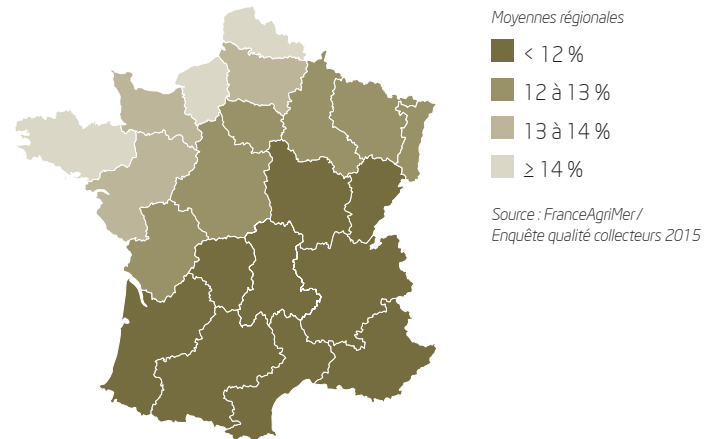 Moyennes régionales
< 12 %
12 à 13 %
13 à 14 %
≥ 14 %
Source : FranceAgriMer /
Enquête qualité collecteurs 2015